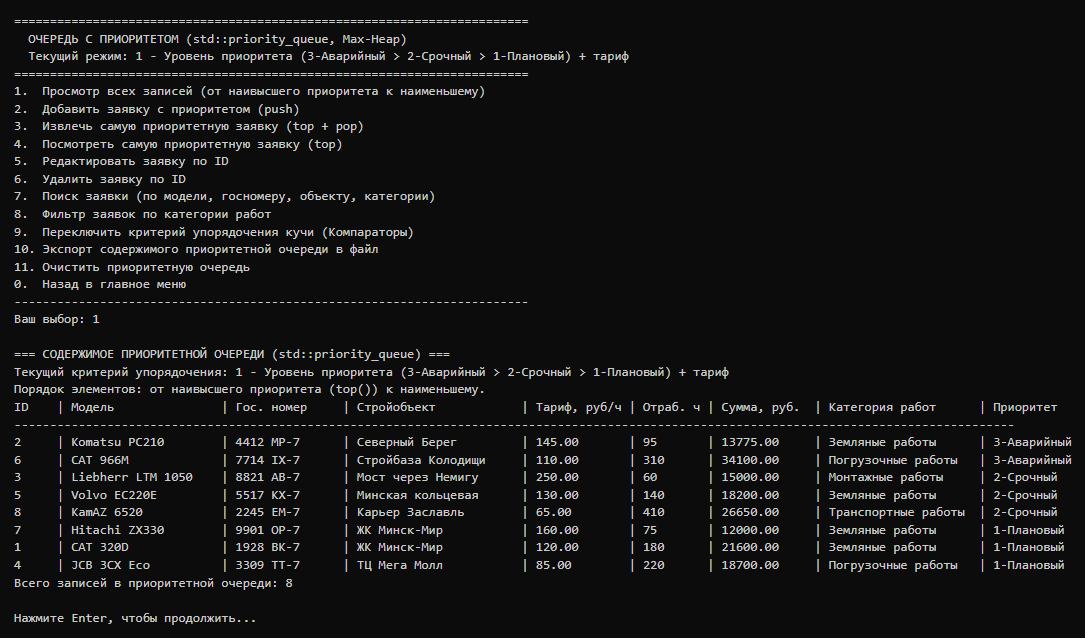 ========================================================================
ОЧЕРЕДЬ С ПРИОРИТЕТОМ (std::priority_queue, Max-Heap)
Текущий режим: 1 - Уровень приоритета (3-Аварийный > 2-Срочный > 1-Плановый) + тариф
========================================================================
1.  Просмотр всех записей (от наивысшего приоритета к наименьшему)
2.  Добавить заявку с приоритетом (push)
3.  Извлечь самую приоритетную заявку (top + pop)
4.  Посмотреть самую приоритетную заявку (top)
5.  Редактировать заявку по ID
6.  Удалить заявку по ID
7.  Поиск заявки (по модели, госномеру, объекту, категории)
8.  Фильтр заявок по категории работ
9.  Переключить критерий упорядочения кучи (Компараторы)
10. Экспорт содержимого приоритетной очереди в файл
11. Очистить приоритетную очередь
0.  Назад в главное меню
------------------------------------------------------------------------
Ваш выбор: 1
=== СОДЕРЖИМОЕ ПРИОРИТЕТНОЙ ОЧЕРЕДИ (std::priority_queue) ===
Текущий критерий упорядочения: 1 - Уровень приоритета (3-Аварийный > 2-Срочный > 1-Плановый) + тариф
Порядок элементов: от наивысшего приоритета (top()) к наименьшему.
ID    | Модель               | Гос. номер     | Стройобъект            | Тариф, руб/ч | Отраб. ч | Сумма, руб.  | Категория работ      | Приоритет
--------------------------------------------------------------------------------------------------------------------------------------------
2     | Komatsu PC210        | 4412 MP-7      | Северный Берег         | 145.00       | 95       | 13775.00     | Земляные работы      | 3-Аварийный
6     | CAT 966M             | 7714 IX-7      | Стройбаза Колодищи     | 110.00       | 310      | 34100.00     | Погрузочные работы   | 3-Аварийный
3     | Liebherr LTM 1050    | 8821 AB-7      | Мост через Немигу      | 250.00       | 60       | 15000.00     | Монтажные работы     | 2-Срочный
5     | Volvo EC220E         | 5517 KX-7      | Минская кольцевая      | 130.00       | 140      | 18200.00     | Земляные работы      | 2-Срочный
8     | KamAZ 6520           | 2245 EM-7      | Карьер Заславль        | 65.00        | 410      | 26650.00     | Транспортные работы  | 2-Срочный
7     | Hitachi ZX330        | 9901 OP-7      | ЖК Минск-Мир           | 160.00       | 75       | 12000.00     | Земляные работы      | 1-Плановый
1     | CAT 320D             | 1928 BK-7      | ЖК Минск-Мир           | 120.00       | 180      | 21600.00     | Земляные работы      | 1-Плановый
4     | JCB 3CX Eco          | 3309 TT-7      | ТЦ Мега Молл           | 85.00        | 220      | 18700.00     | Погрузочные работы   | 1-Плановый
Всего записей в приоритетной очереди: 8
Нажмите Enter, чтобы продолжить...